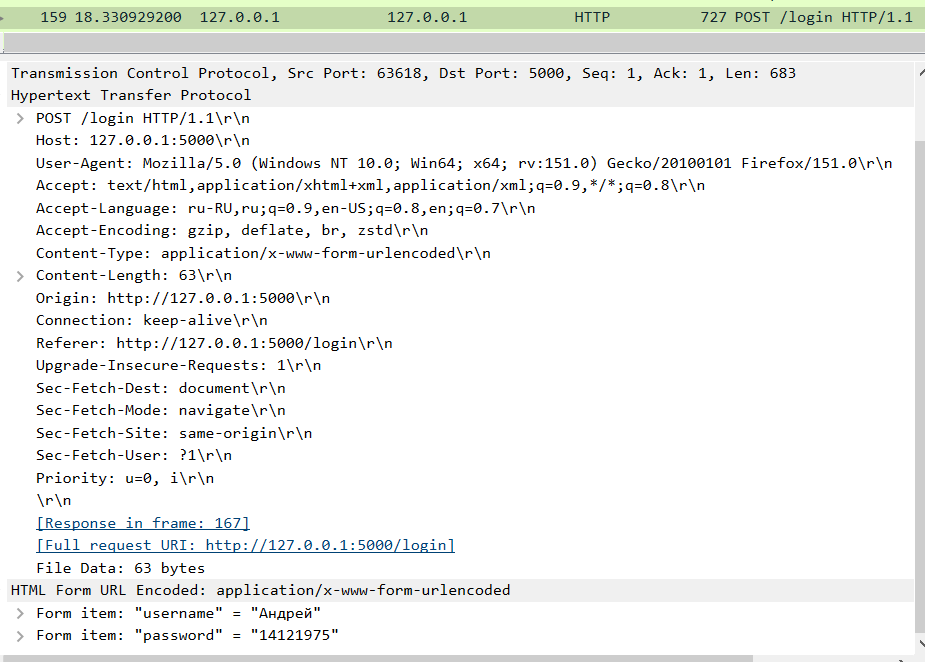 159 18.330929200 127.0.0.1 127.0.0.1 HTTP 727 POST /login HTTP/1.1
Transmission Control Protocol, Src Port: 63618, Dst Port: 5000, Seq: 1, Ack: 1, Len: 683
Hypertext Transfer Protocol
POST /login HTTP/1.1\r\n
Host: 127.0.0.1:5000\r\n
User-Agent: Mozilla/5.0 (Windows NT 10.0; Win64; x64; rv:151.0) Gecko/20100101 Firefox/151.0\r\n
Accept: text/html,application/xhtml+xml,application/xml;q=0.9,*/*;q=0.8\r\n
Accept-Language: ru-RU,ru;q=0.9,en-US;q=0.8,en;q=0.7\r\n
Accept-Encoding: gzip, deflate, br, zstd\r\n
Content-Type: application/x-www-form-urlencoded\r\n
Content-Length: 63\r\n
Origin: http://127.0.0.1:5000\r\n
Connection: keep-alive\r\n
Referer: http://127.0.0.1:5000/login\r\n
Upgrade-Insecure-Requests: 1\r\n
Sec-Fetch-Dest: document\r\n
Sec-Fetch-Mode: navigate\r\n
Sec-Fetch-Site: same-origin\r\n
Sec-Fetch-User: ?1\r\n
Priority: u=0, i\r\n
\r\n
[Response in frame: 167]
[Full request URI: http://127.0.0.1:5000/login]
File Data: 63 bytes
HTML Form URL Encoded: application/x-www-form-urlencoded
Form item: "username" = "Андрей"
Form item: "password" = "14121975"